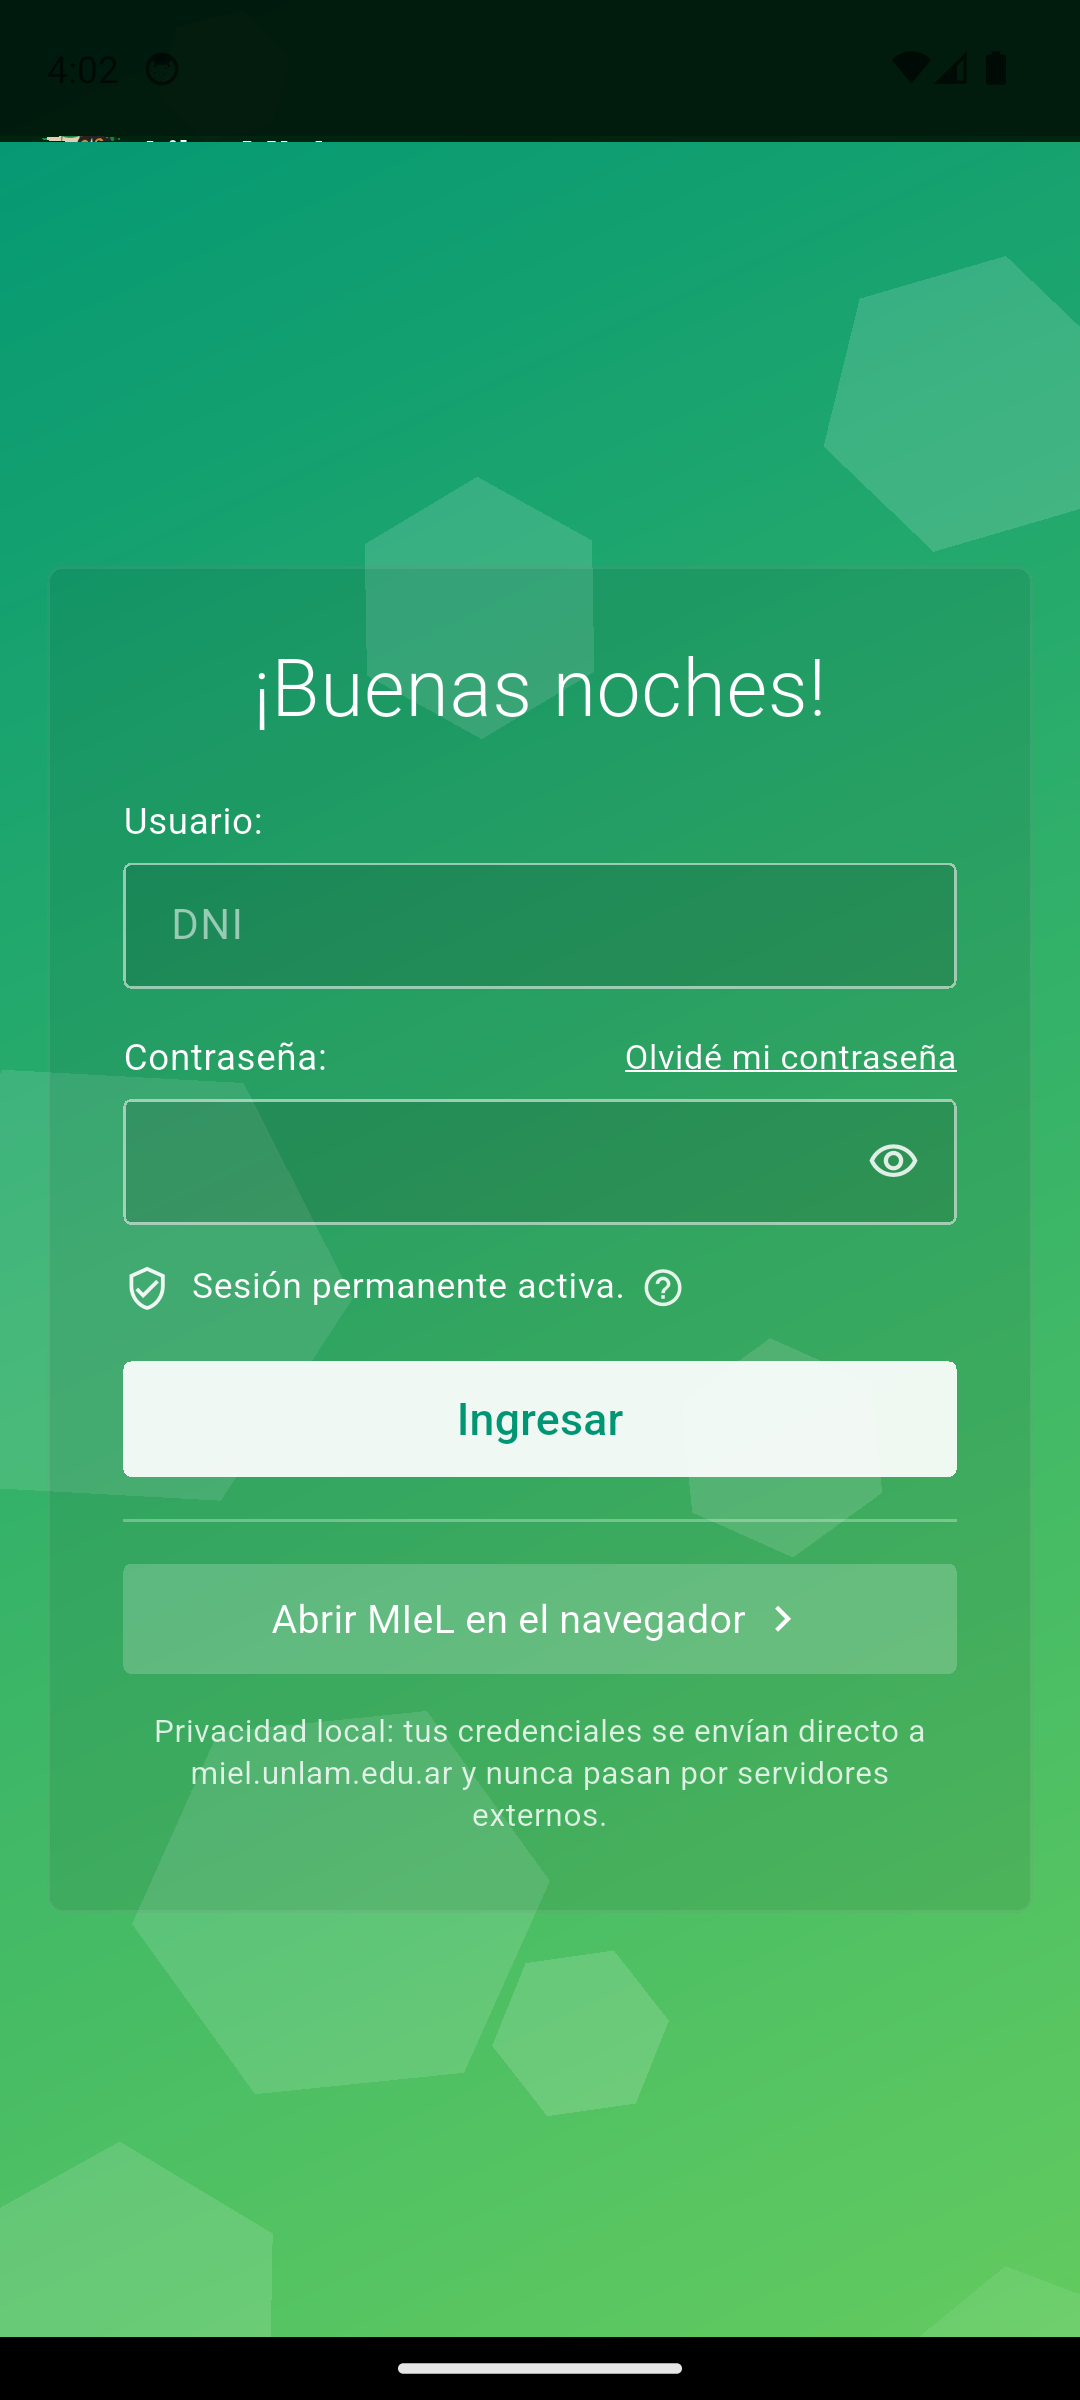 4:02
¡Buenas noches!
Usuario:
DNI
Contraseña:
Olvidé mi contraseña
Sesión permanente activa.
Ingresar
Abrir MIeL en el navegador
Privacidad local: tus credenciales se envían directo a
miel.unlam.edu.ar y nunca pasan por servidores
externos.